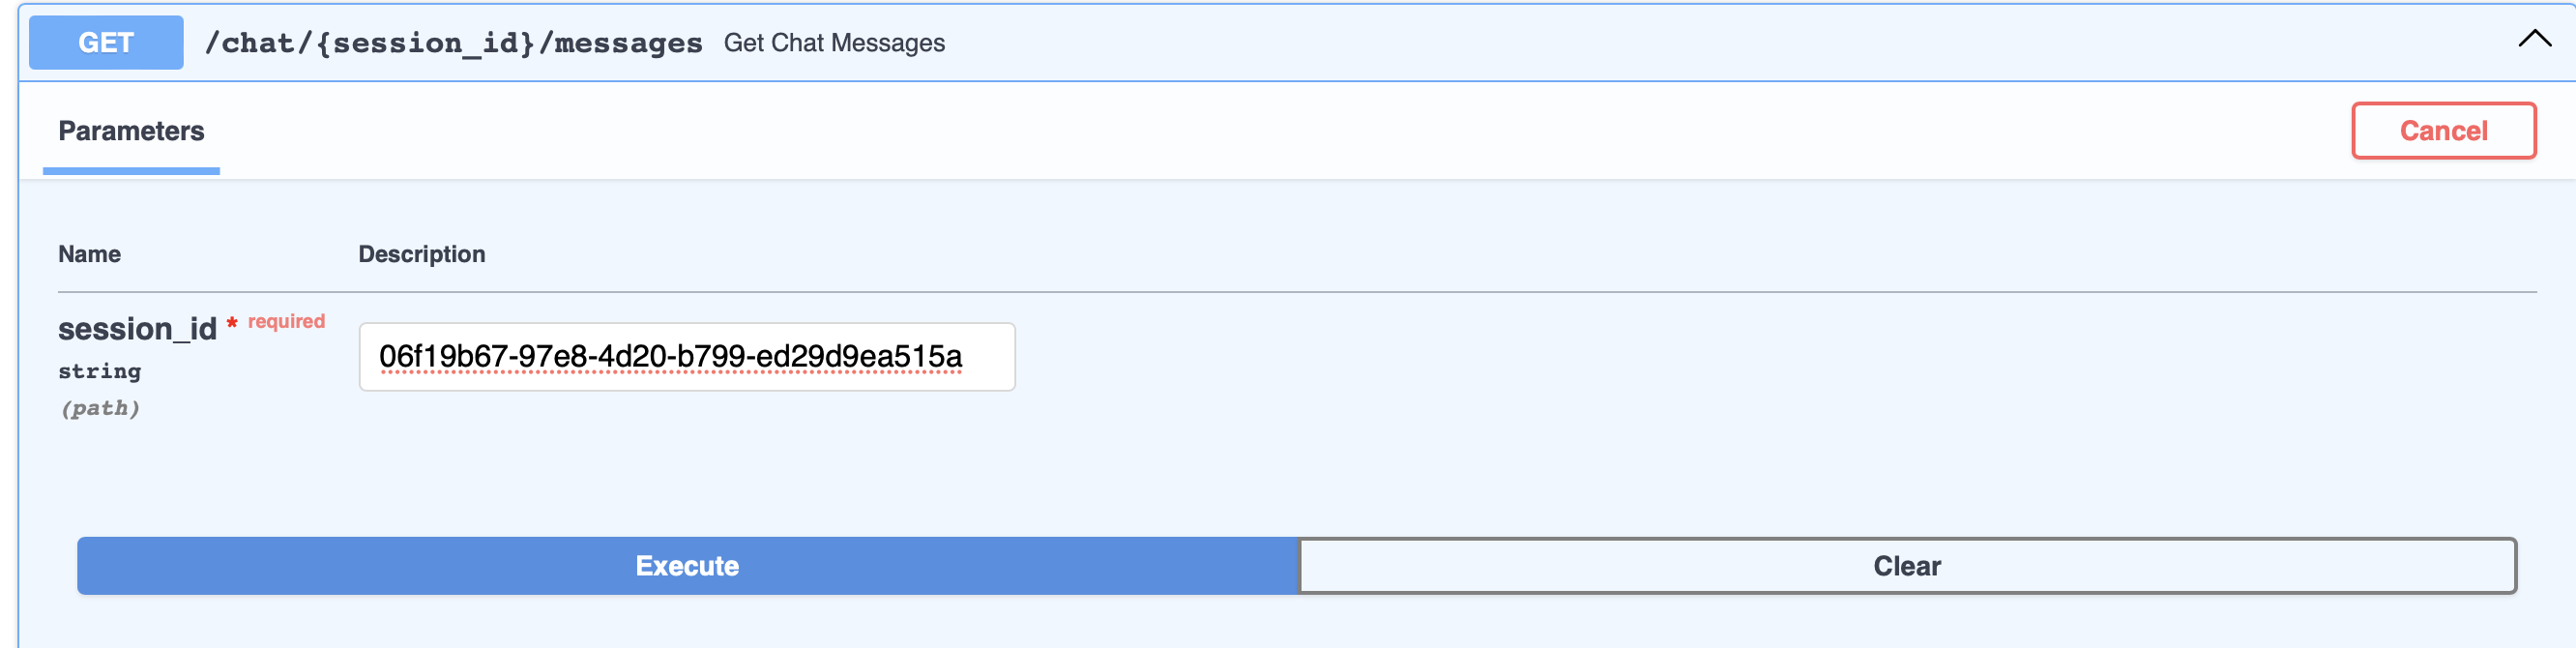 GET /chat/{session_id}/messages Get Chat Messages
Parameters
Cancel
Name Description
session_id * required
string
(path)
06f19b67-97e8-4d20-b799-ed29d9ea515a
Execute
Clear